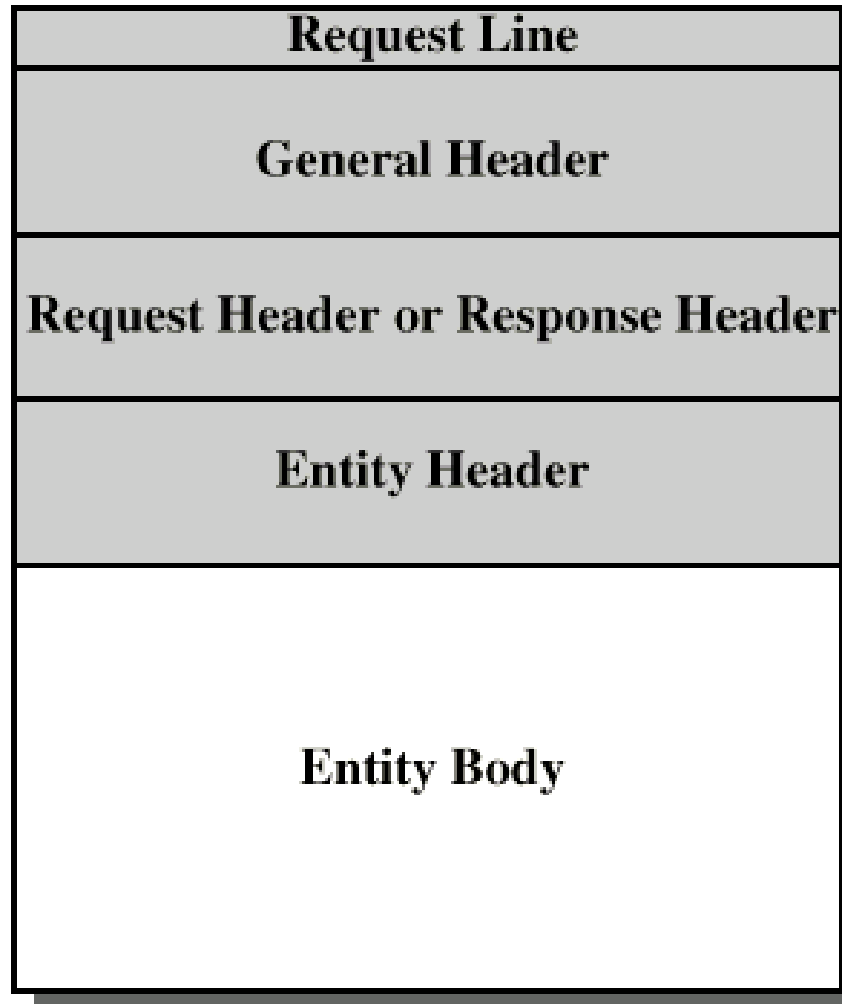 Request Line
General Header
Request Header or Response Header
Entity Header
Entity Body